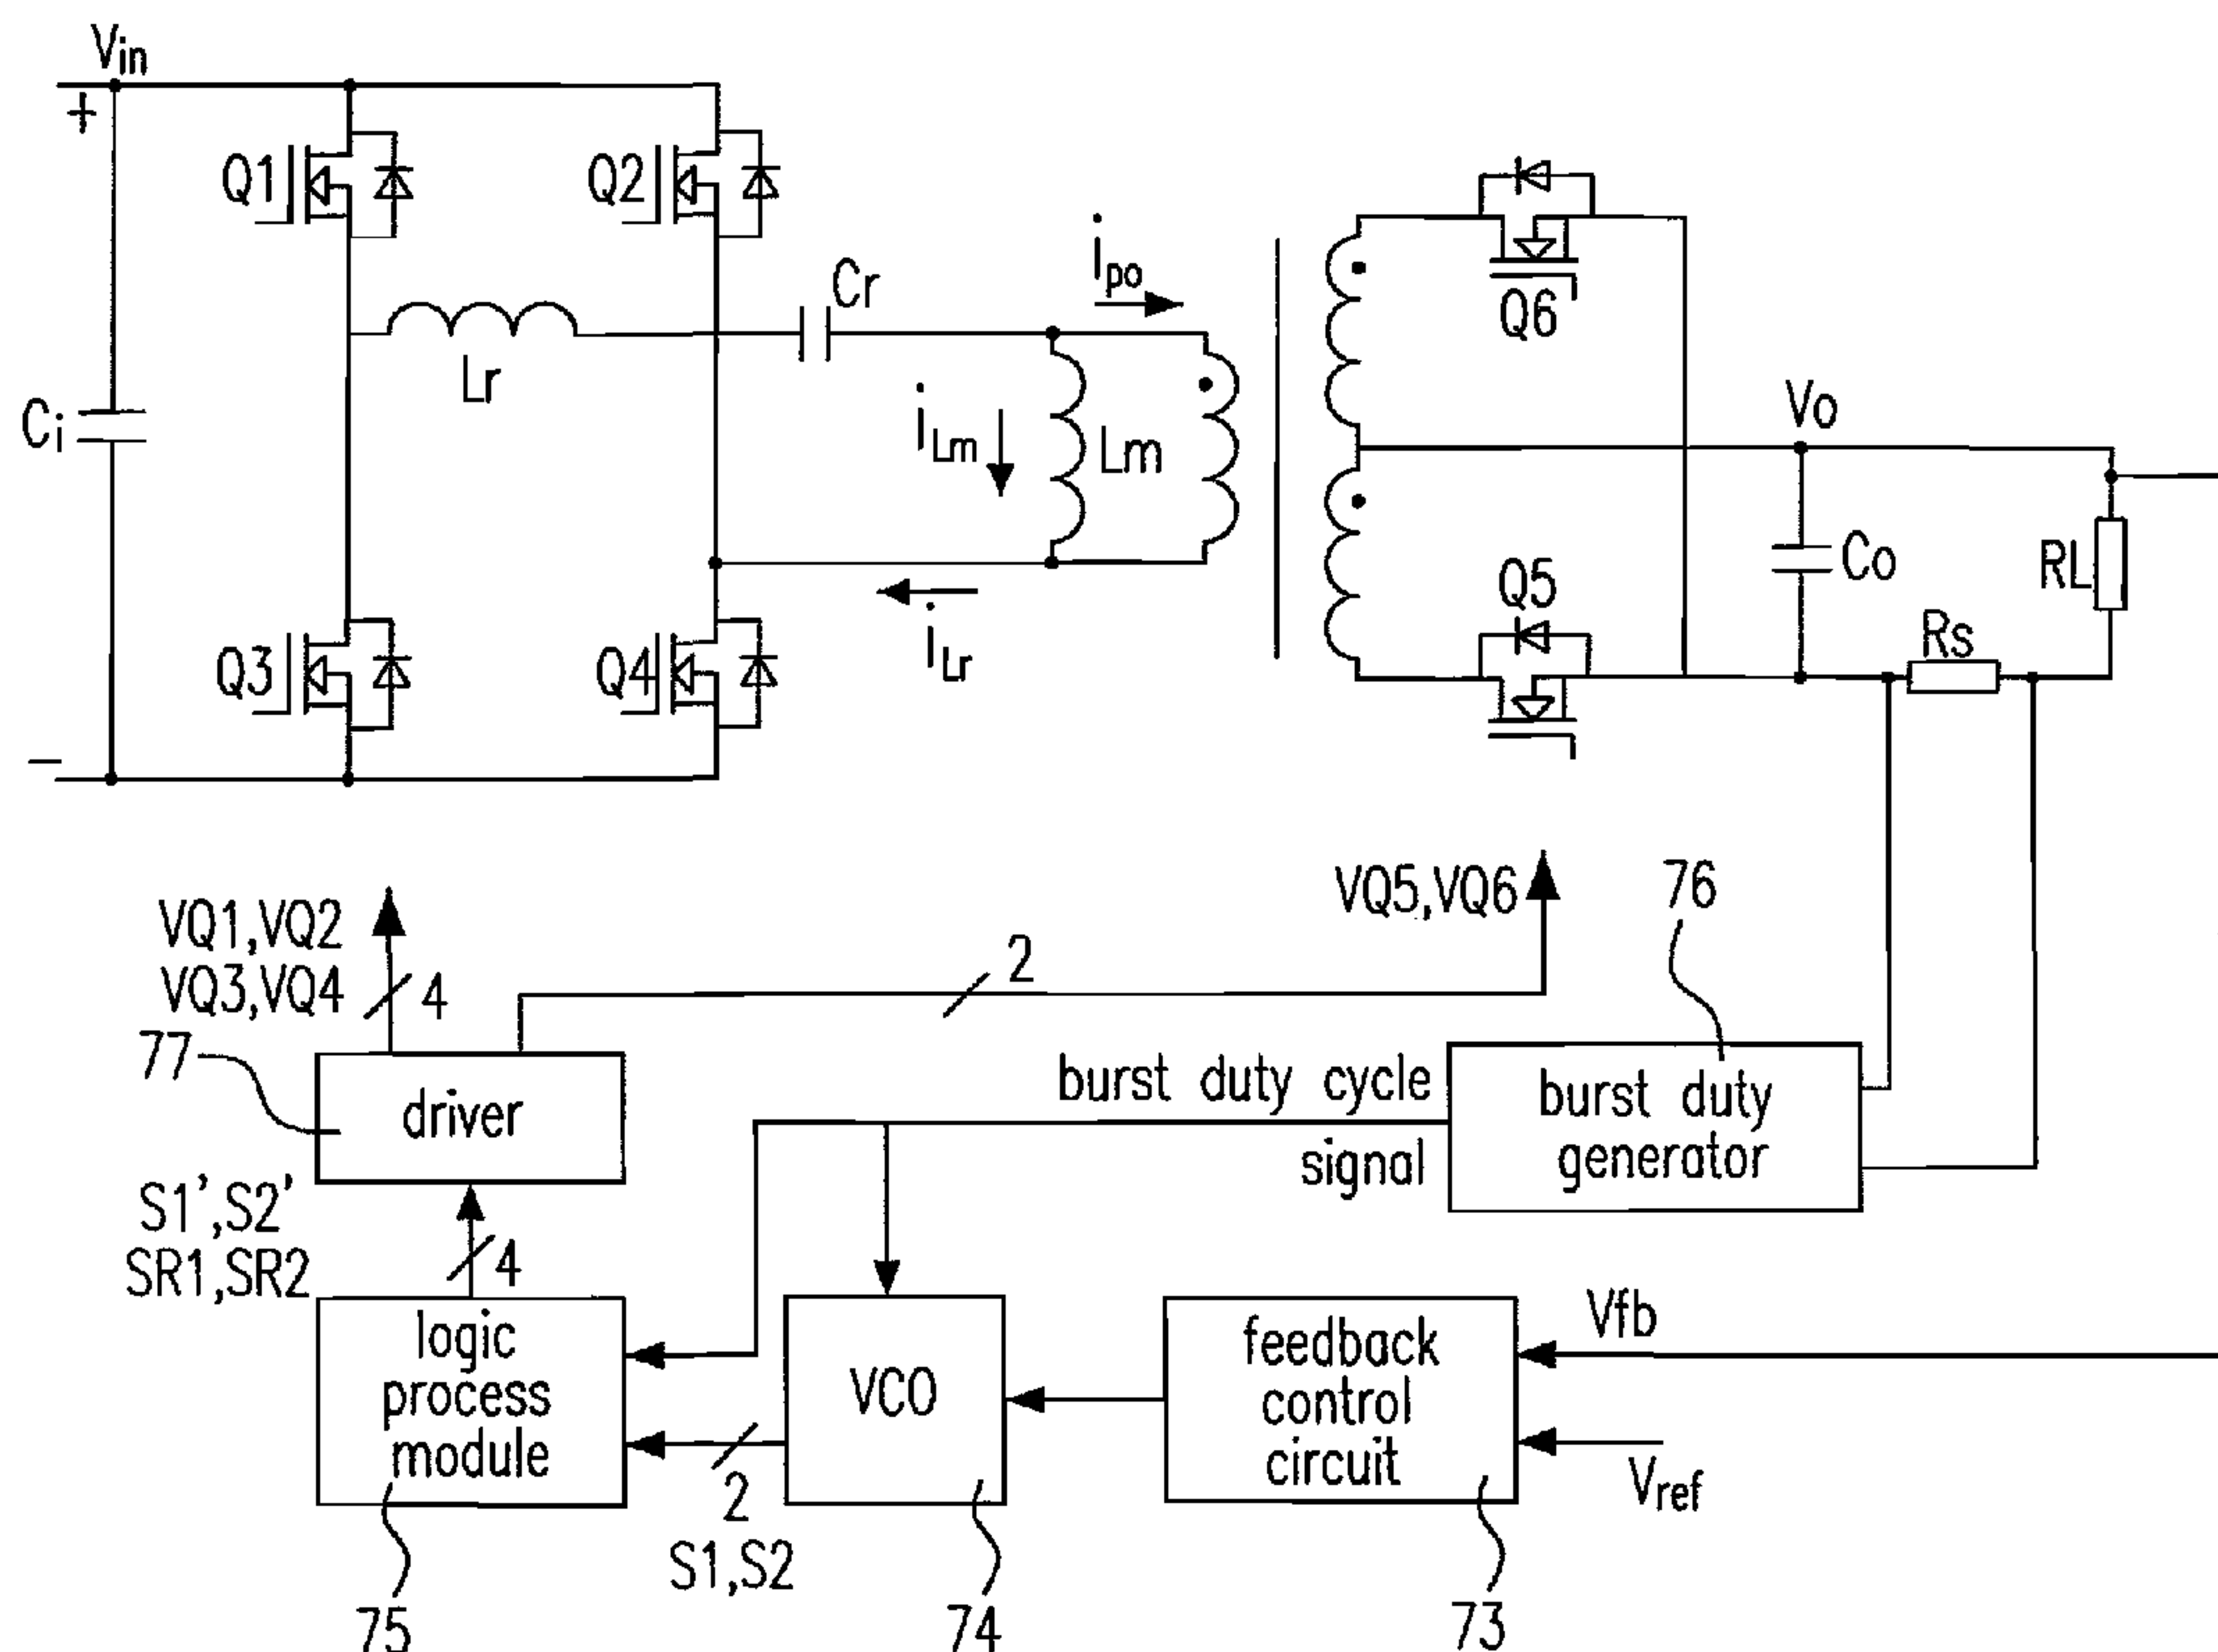 Vin
+
Q1
Q2
Q6
ipo
Cr
Lr
Ci
iLm
Lm
Vo
Co
RL
Q5
Rs
Q3
Q4
iLr
−
VQ1,VQ2
VQ3,VQ4
4
2
VQ5,VQ6
76
77
driver
burst duty cycle
signal
burst duty
generator
S1',S2'
SR1,SR2
4
logic
process
module
VCO
feedback
control
circuit
Vfb
Vref
2
S1,S2
75
74
73